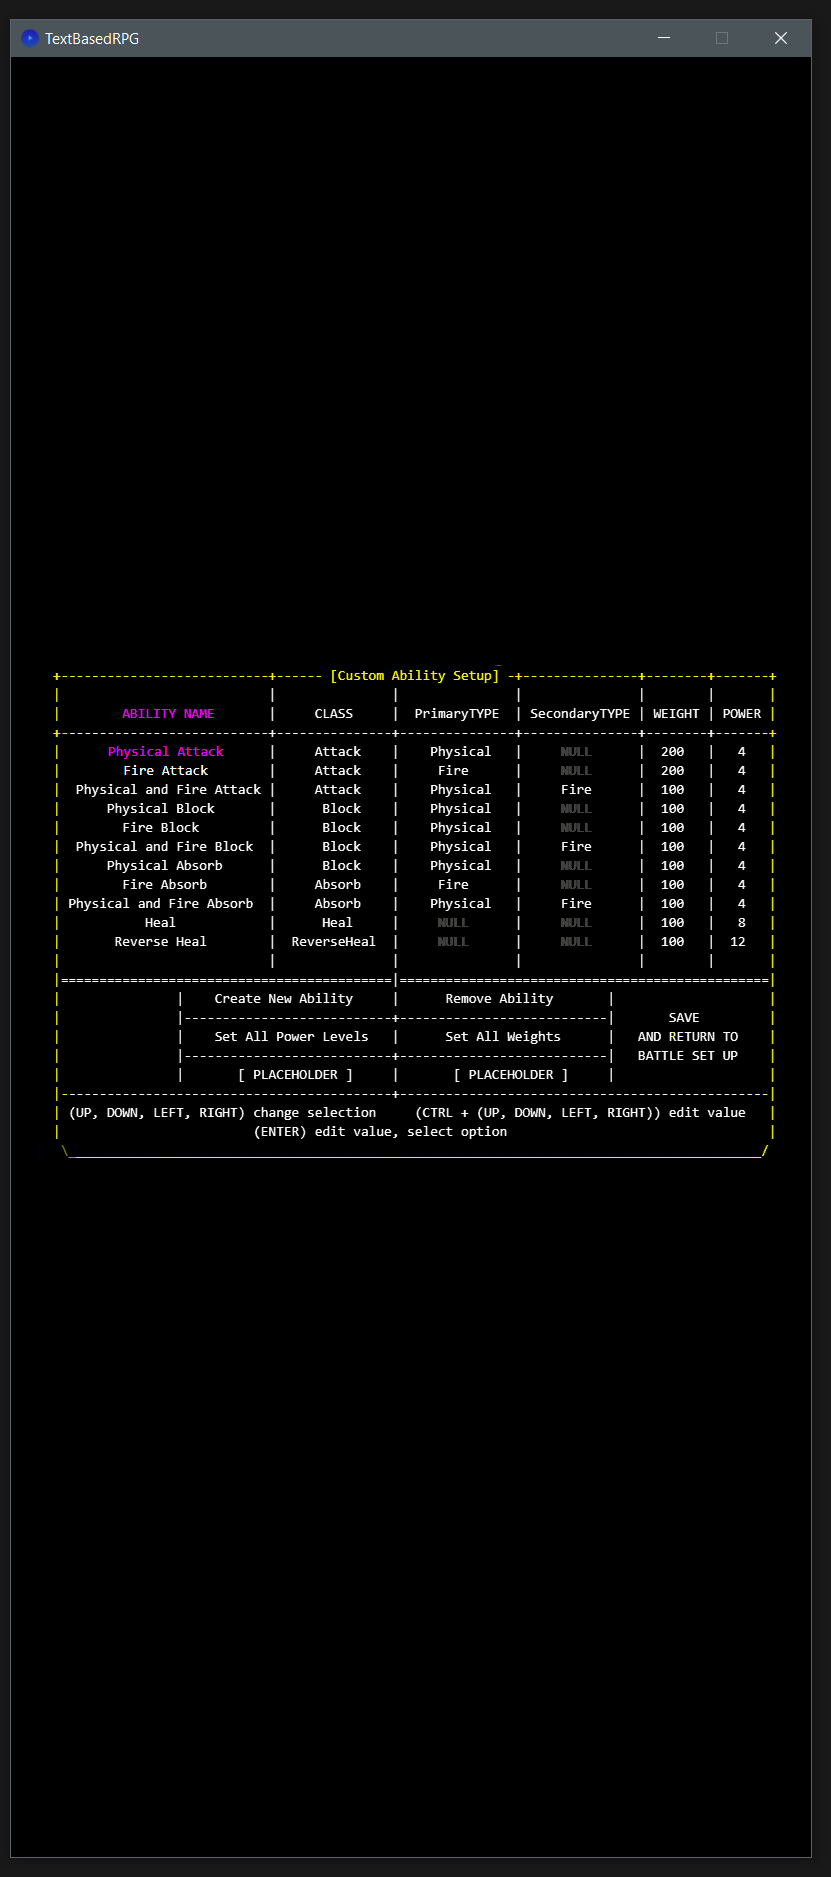 TextBasedRPG
+---------------------------+------ [Custom Ability Setup] -+---------------+--------+-------+
|                           |               |               |               |        |       |
|        ABILITY NAME       |     CLASS     |  PrimaryTYPE  | SecondaryTYPE | WEIGHT | POWER |
+---------------------------+---------------+---------------+---------------+--------+-------+
|      Physical Attack      |     Attack    |    Physical   |     NULL      |  200   |   4   |
|        Fire Attack        |     Attack    |     Fire      |     NULL      |  200   |   4   |
|  Physical and Fire Attack |     Attack    |    Physical   |     Fire      |  100   |   4   |
|      Physical Block       |      Block    |    Physical   |     NULL      |  100   |   4   |
|        Fire Block         |      Block    |    Physical   |     NULL      |  100   |   4   |
|  Physical and Fire Block  |      Block    |    Physical   |     Fire      |  100   |   4   |
|      Physical Absorb      |      Block    |    Physical   |     NULL      |  100   |   4   |
|        Fire Absorb        |     Absorb    |     Fire      |     NULL      |  100   |   4   |
| Physical and Fire Absorb  |     Absorb    |    Physical   |     Fire      |  100   |   4   |
|           Heal            |      Heal     |     NULL      |     NULL      |  100   |   8   |
|       Reverse Heal        |  ReverseHeal  |     NULL      |     NULL      |  100   |  12   |
|                           |               |               |               |        |       |
|===========================================|================================================|
|               |    Create New Ability     |      Remove Ability       |                    |
|               |---------------------------+---------------------------|       SAVE         |
|               |    Set All Power Levels   |      Set All Weights      |   AND RETURN TO    |
|               |---------------------------+---------------------------|   BATTLE SET UP    |
|               |       [ PLACEHOLDER ]     |       [ PLACEHOLDER ]     |                    |
|-------------------------------------------+------------------------------------------------|
| (UP, DOWN, LEFT, RIGHT) change selection     (CTRL + (UP, DOWN, LEFT, RIGHT)) edit value   |
|                         (ENTER) edit value, select option                                  |
\__________________________________________________________________________________________/